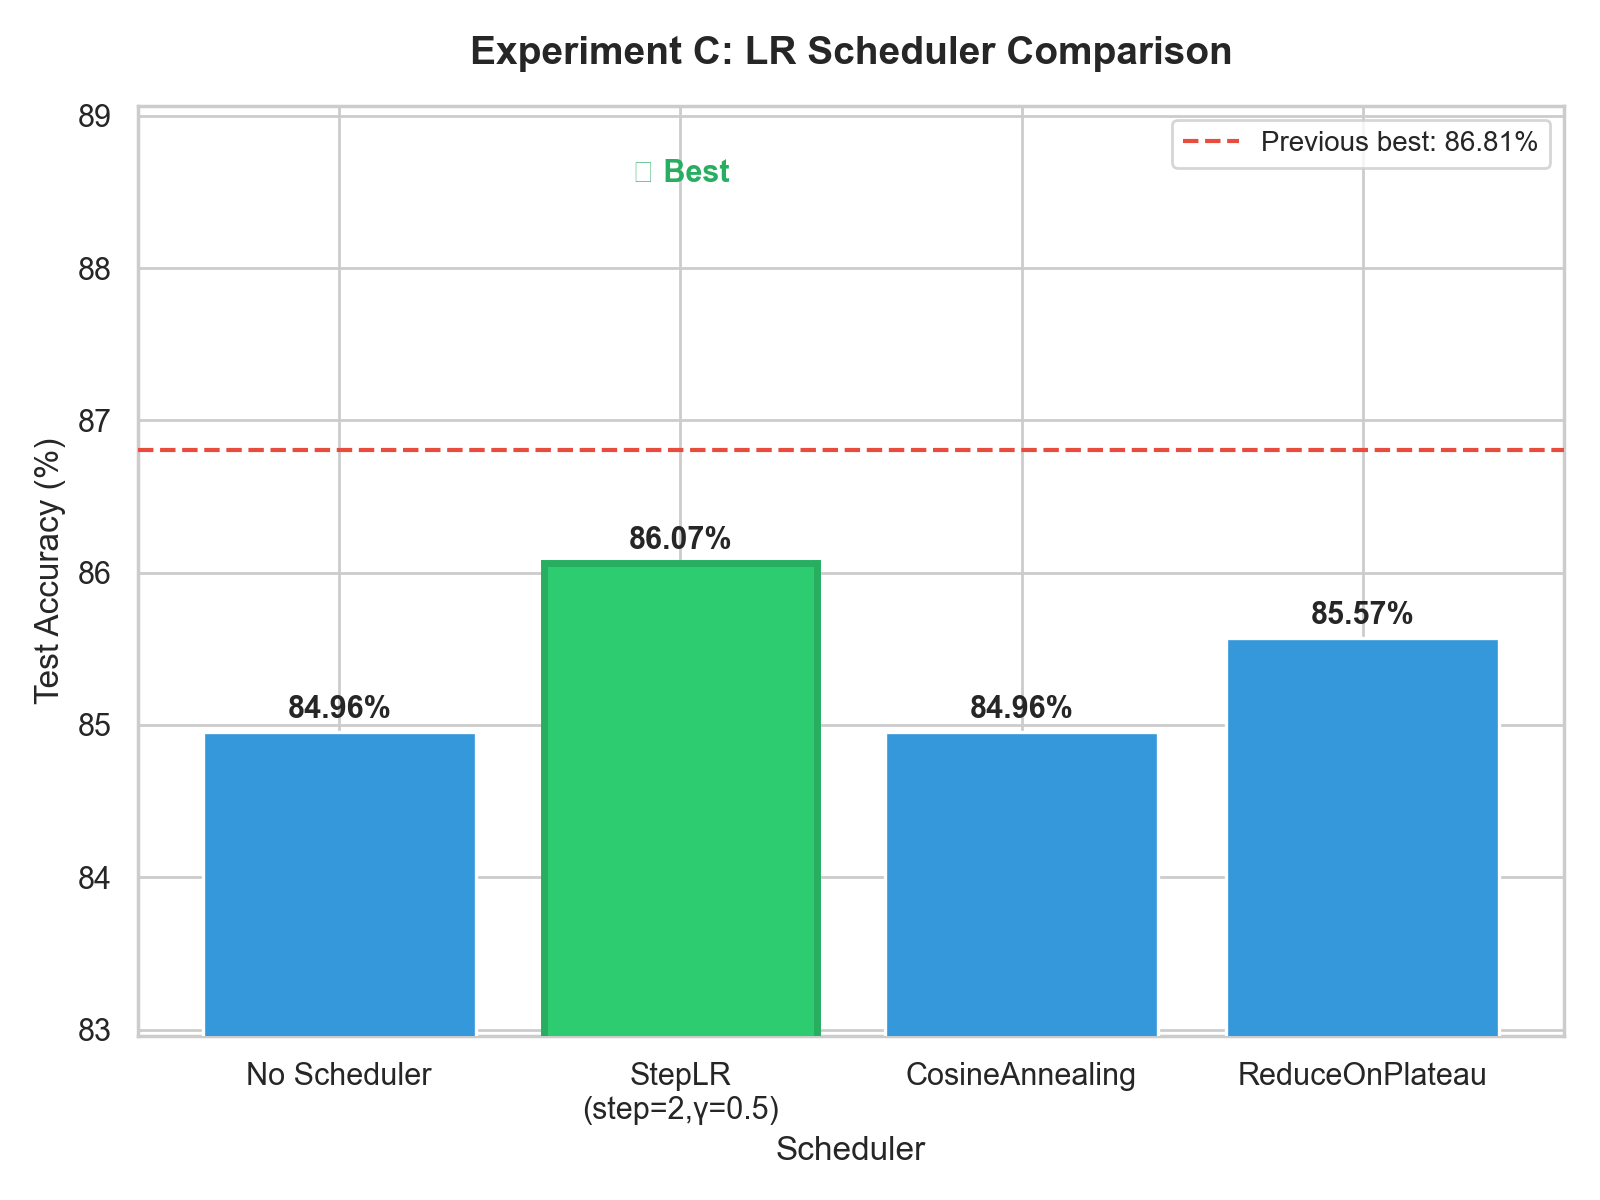 Experiment C: LR Scheduler Comparison
Previous best: 86.81%
Best
Test Accuracy (%)
89
88
87
86
85
84
83
84.96%
86.07%
84.96%
85.57%
No Scheduler
StepLR
(step=2,γ=0.5)
CosineAnnealing
ReduceOnPlateau
Scheduler